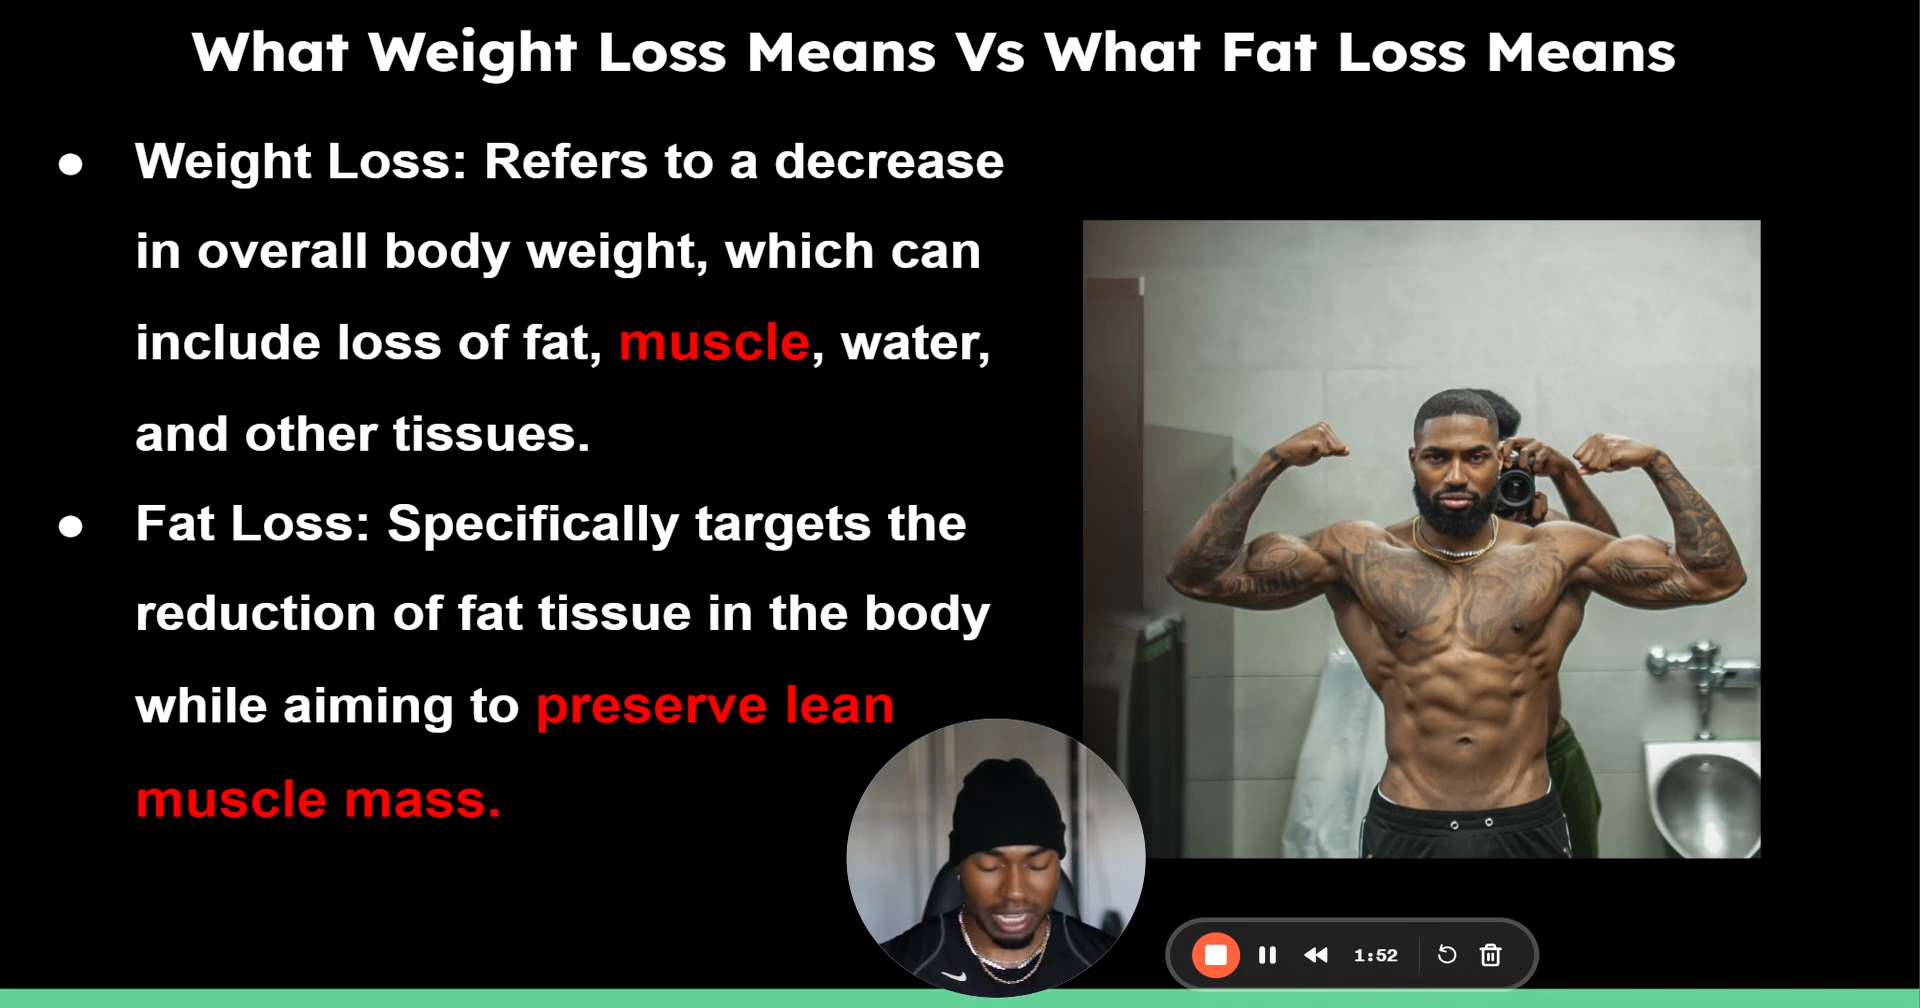 What Weight Loss Means Vs What Fat Loss Means
● Weight Loss: Refers to a decrease
in overall body weight, which can
include loss of fat, muscle, water,
and other tissues.
● Fat Loss: Specifically targets the
reduction of fat tissue in the body
while aiming to preserve lean
muscle mass.
1:52